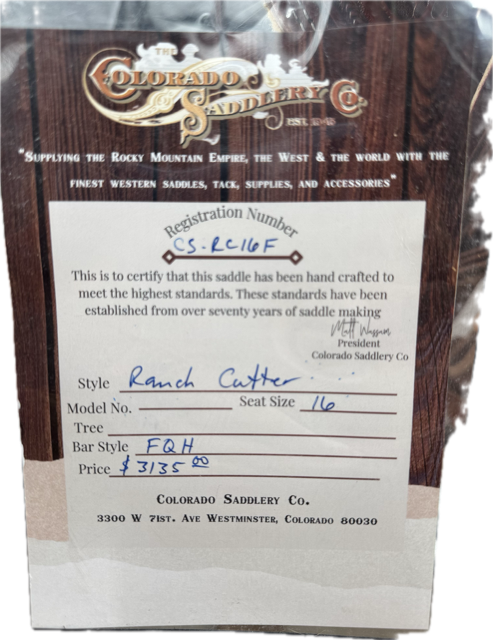 THE
COLORADO
SADDLERY CO.
EST. 1945
"SUPPLYING THE ROCKY MOUNTAIN EMPIRE, THE WEST & THE WORLD WITH THE
FINEST WESTERN SADDLES, TACK, SUPPLIES, AND ACCESSORIES"
Registration Number
CS-RC16F
This is to certify that this saddle has been hand crafted to
meet the highest standards. These standards have been
established from over seventy years of saddle making
Matt Wassam
President
Colorado Saddlery Co
Style Ranch Cutter
Model No. Seat Size 16
Tree
Bar Style FQH
Price $3135.00
COLORADO SADDLERY CO.
3300 W 71ST. AVE WESTMINSTER, COLORADO 80030